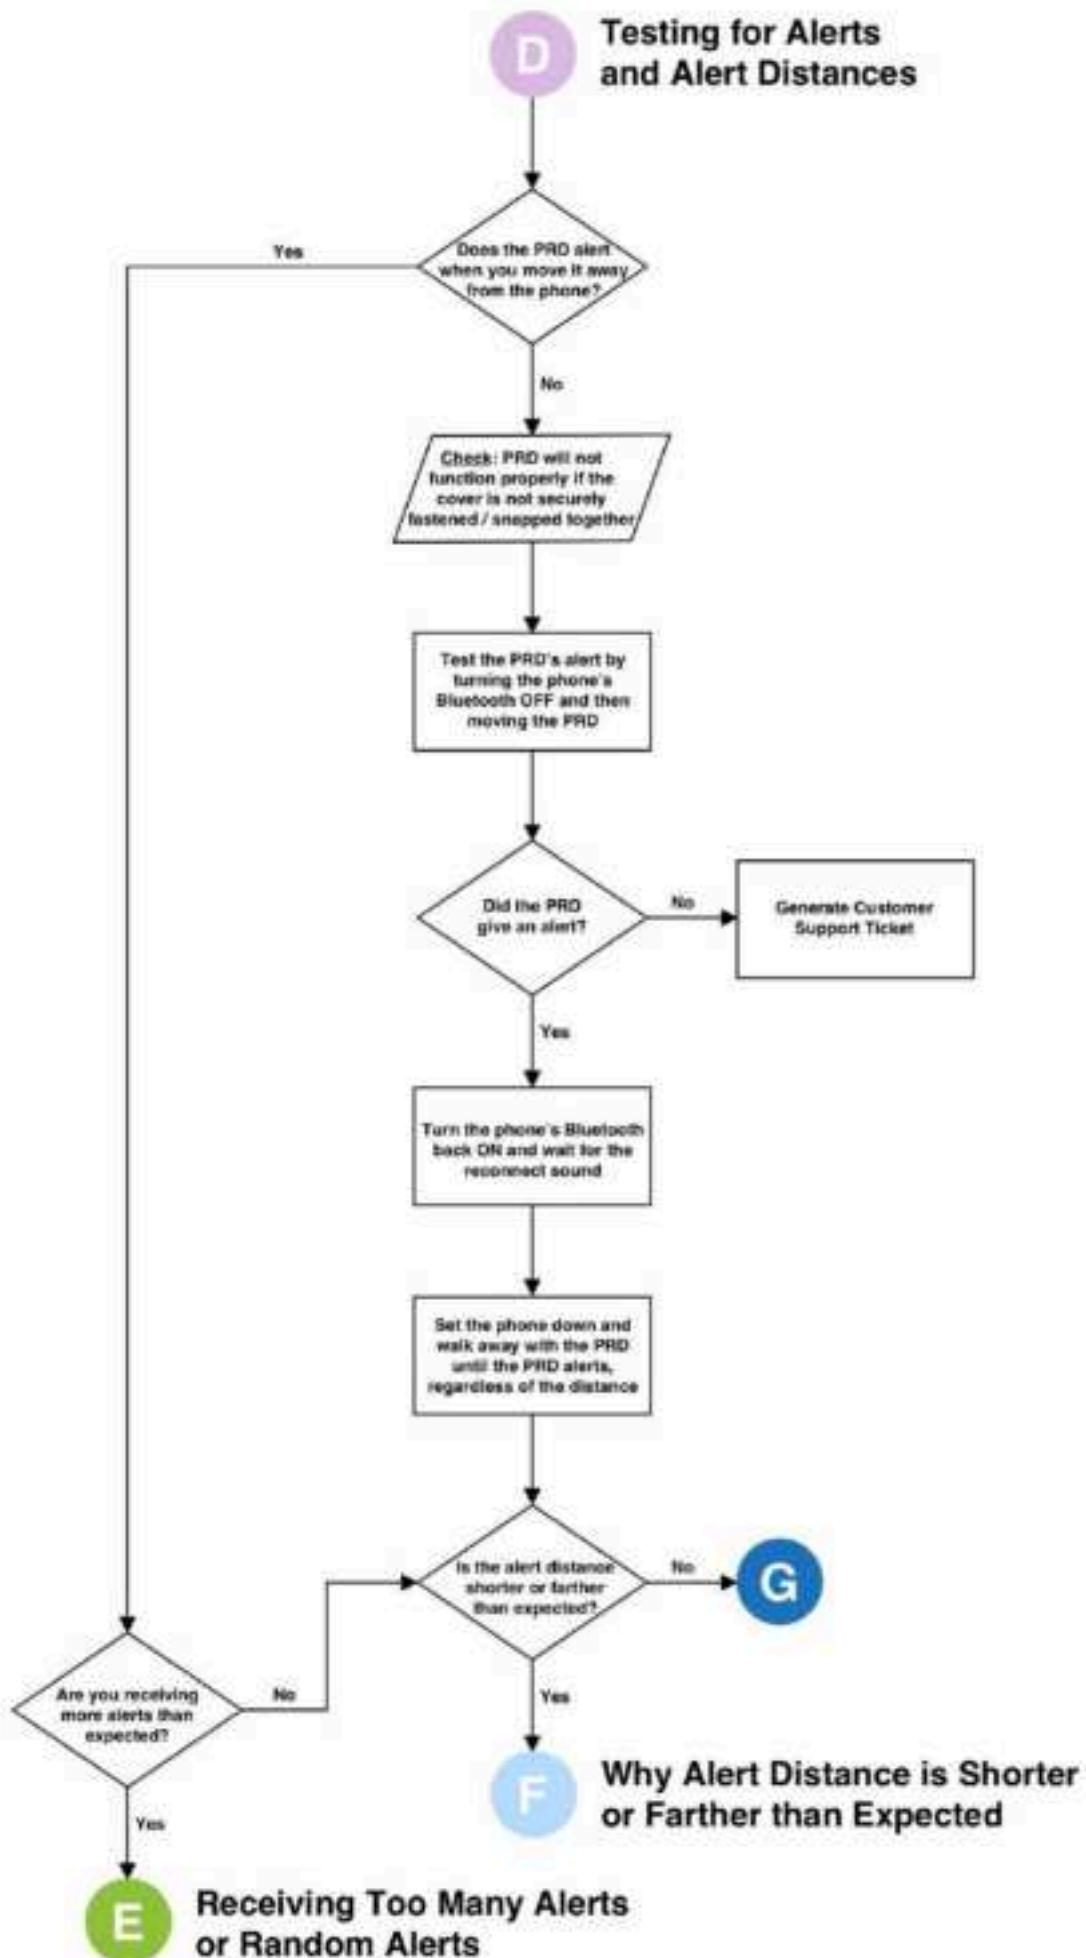 D
Testing for Alerts
and Alert Distances
Does the PRD alert
when you move it away
from the phone?
Yes
No
Check: PRD will not
function properly if the
cover is not securely
fastened / snapped together
Test the PRD's alert by
turning the phone's
Bluetooth OFF and then
moving the PRD
Did the PRD
give an alert?
No
Generate Customer
Support Ticket
Yes
Turn the phone's Bluetooth
back ON and wait for the
reconnect sound
Set the phone down and
walk away with the PRD
until the PRD alerts,
regardless of the distance
Is the alert distance
shorter or farther
than expected?
No
G
Are you receiving
more alerts than
expected?
No
Yes
F
Why Alert Distance is Shorter
or Farther than Expected
Yes
E
Receiving Too Many Alerts
or Random Alerts